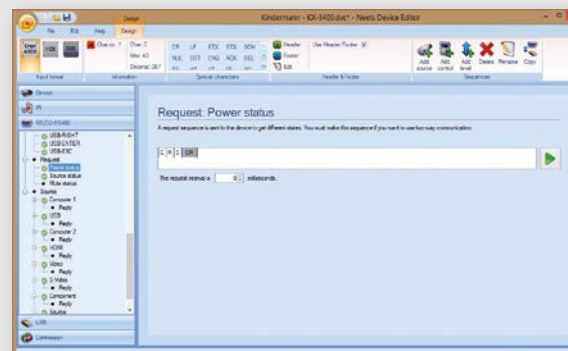 Design
Kindermann - KX-3400.dvc* - Neets Device Editor
File Edit Help Design
Char ASCII HEX DEC
Char no: 1 Char: C
Hex: 43
Decimal: 067
CR LF ETX STX SOH
NUL EOT ENQ ACK BEL
Header
Footer
Edit
Use Header/Footer
Add source Add control Add level Delete Rename Copy
Input format Information Special characters Header & Footer Sequences
Device
IR
RS232-RS485
USB-RIGHT
USB-ENTER
USB-ESC
Request
Power status
Source status
Mute status
Source
Computer 1
Reply
USB
Reply
Computer 2
Reply
HDMI
Reply
Video
Reply
S-Video
Reply
Component
Reply
Source
LAN
Connection
Request: Power status
A request sequence is sent to the device to get different states. You must make this sequence if you want to use two-way communication.
CR
The request interval is 0 milliseconds.